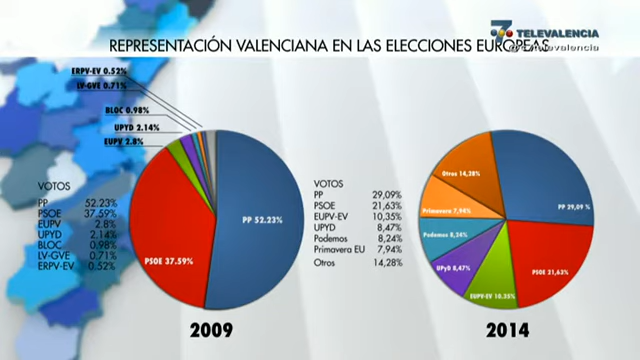 TELEVALENCIA
REPRESENTACIÓN VALENCIANA EN LAS ELECCIONES EUROPEAS
ERPV-EV 0.52%
LV-GVE 0.71%
BLOC 0.98%
UPYD 2.14%
EUPV 2.8%
PP 52.23%
PSOE 37.59%
VOTOS
PP 52.23%
PSOE 37.59%
EUPV 2.8%
UPYD 2.14%
BLOC 0.98%
LV-GVE 0.71%
ERPV-EV 0.52%
2009
VOTOS
PP 29,09%
PSOE 21,63%
EUPV-EV 10,35%
UPYD 8,47%
Podemos 8,24%
Primavera EU 7,94%
Otros 14,28%
Otros 14,28%
Primavera 7,94%
Podemos 8,24%
UPyD 8,47%
EUPV-EV 10.35%
PSOE 21,63%
PP 29,09 %
2014